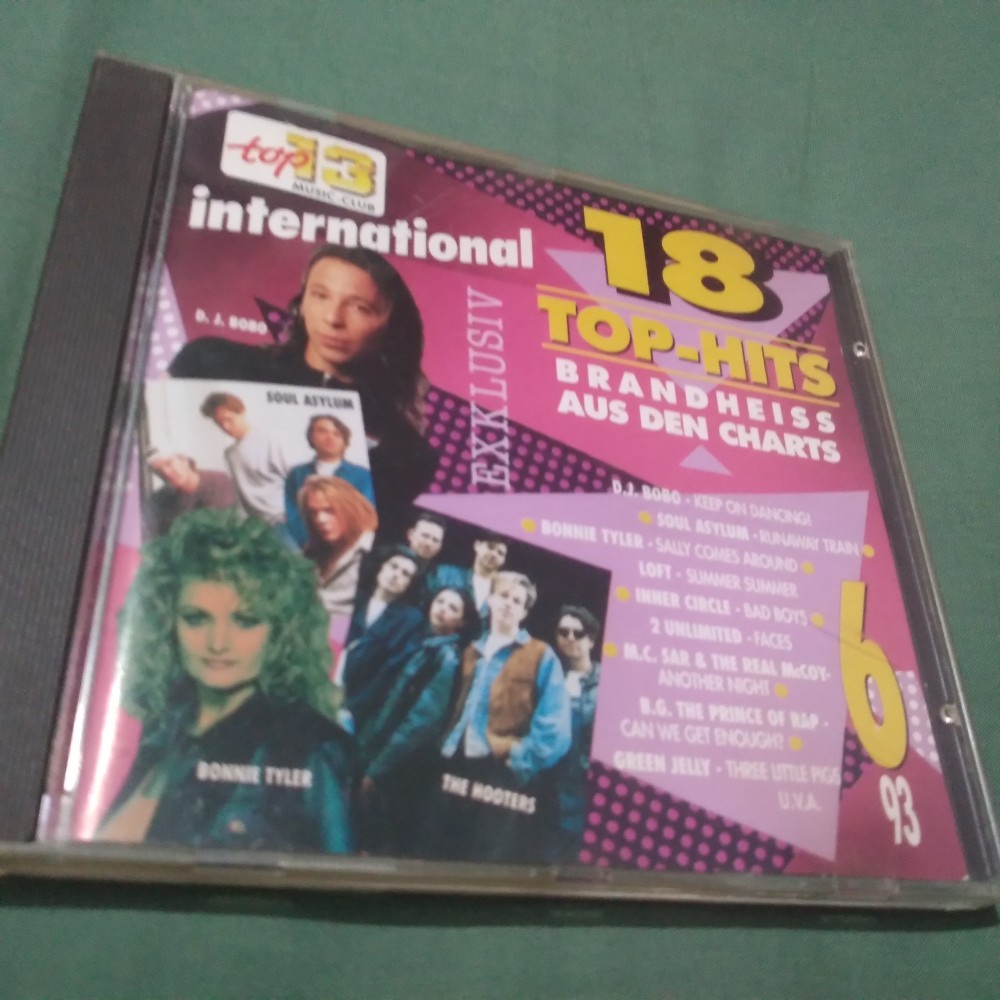 top 13
MUSIC-CLUB
international
18
TOP-HITS
BRANDHEISS
AUS DEN CHARTS
EXKLUSIV
D. J. BOBO
SOUL ASYLUM
BONNIE TYLER
THE HOOTERS
D.J. BOBO - KEEP ON DANCING!
SOUL ASYLUM - RUNAWAY TRAIN
BONNIE TYLER - SALLY COMES AROUND
LOFT - SUMMER SUMMER
INNER CIRCLE - BAD BOYS
2 UNLIMITED - FACES
M.C. SAR & THE REAL McCOY-
ANOTHER NIGHT
B.G. THE PRINCE OF RAP -
CAN WE GET ENOUGH?
GREEN JELLY - THREE LITTLE PIGS
U.V.A.
6
93